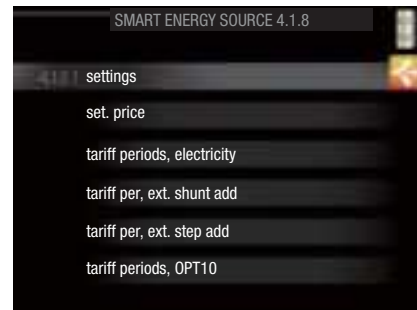 SMART ENERGY SOURCE 4.1.8
settings
set. price
tariff periods, electricity
tariff per, ext. shunt add
tariff per, ext. step add
tariff periods, OPT10